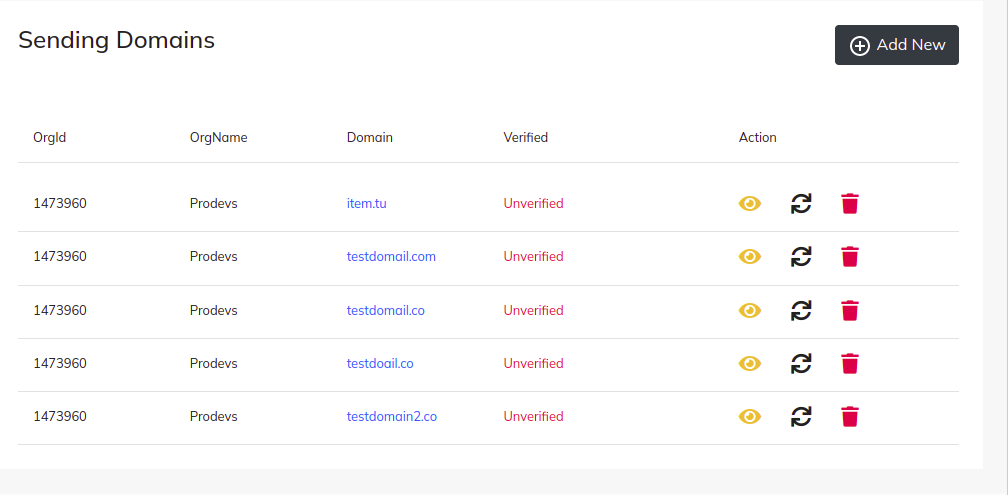 Sending Domains
Add New
OrgId OrgName Domain Verified Action
1473960 Prodevs item.tu Unverified
1473960 Prodevs testdomail.com Unverified
1473960 Prodevs testdomail.co Unverified
1473960 Prodevs testdoail.co Unverified
1473960 Prodevs testdomain2.co Unverified